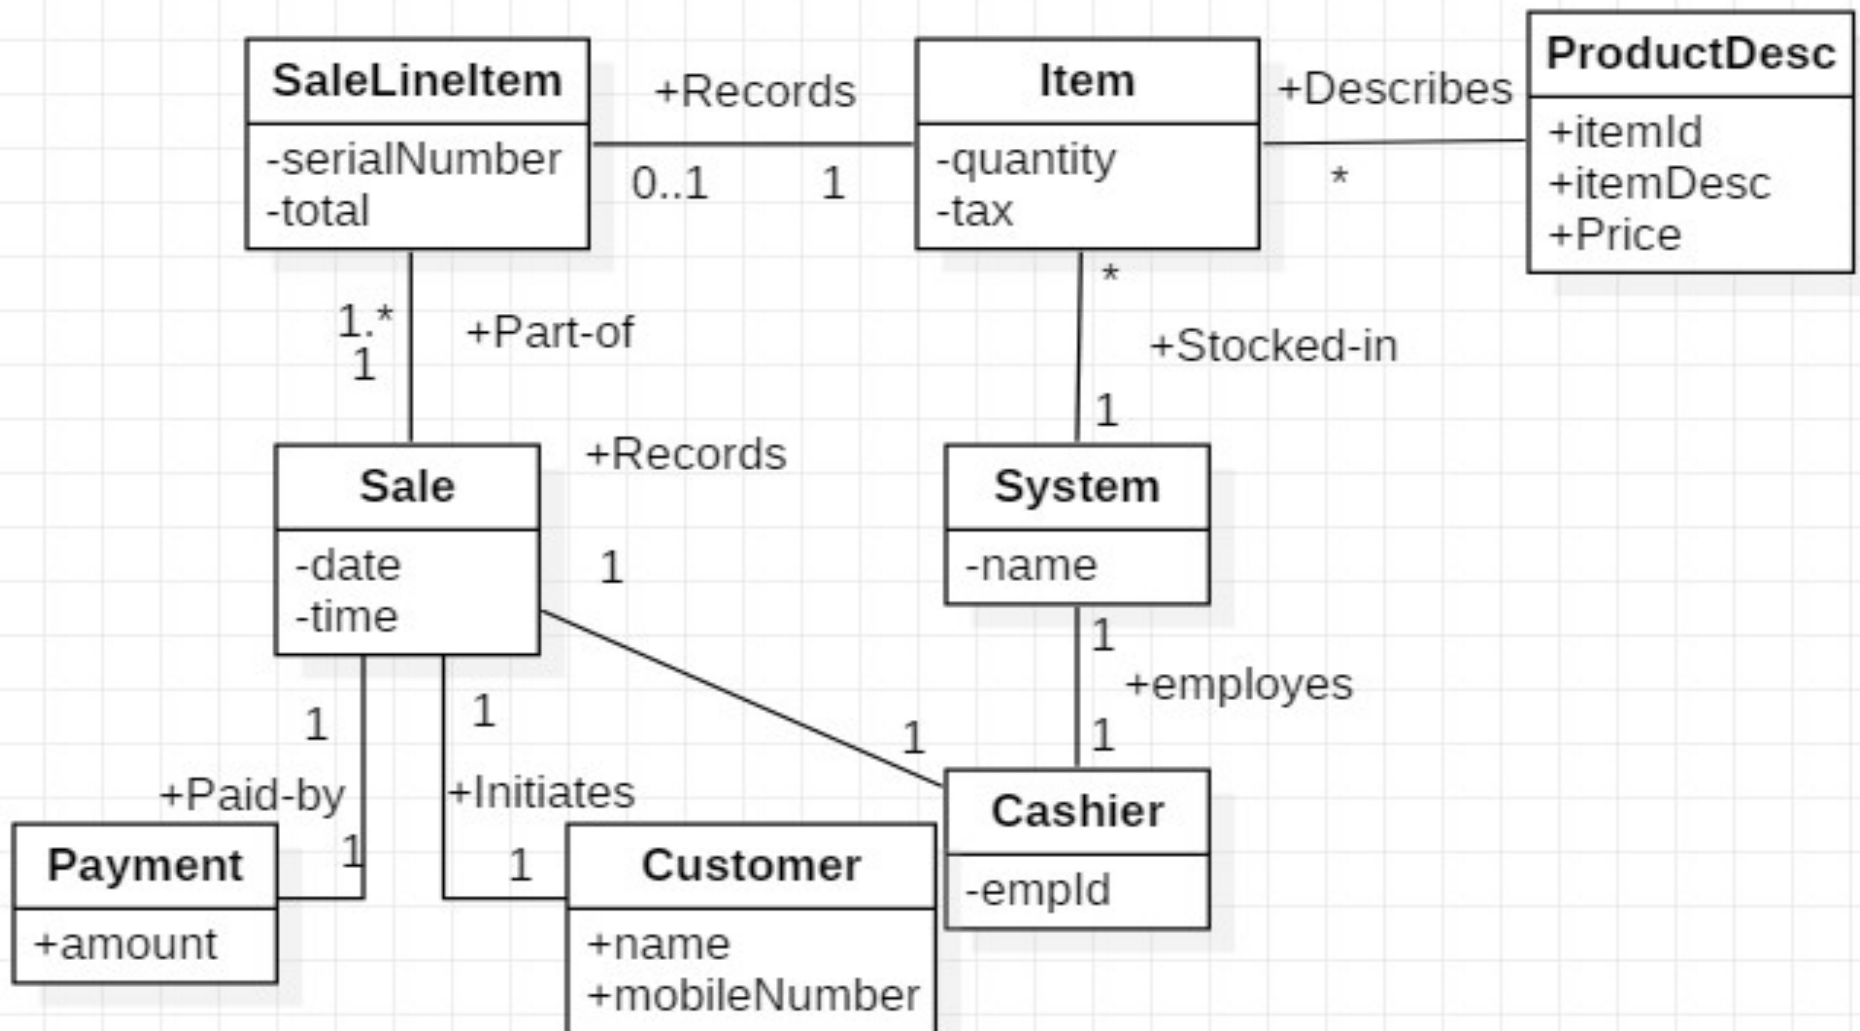 SaleLineItem
-serialNumber
-total
+Records
0..1
1
Item
-quantity
-tax
+Describes
*
ProductDesc
+itemId
+itemDesc
+Price
1.*
1
+Part-of
*
+Stocked-in
1
Sale
-date
-time
+Records
1
1
System
-name
1
+employes
1
1
+Paid-by
1
1
+Initiates
1
Payment
+amount
Customer
+name
+mobileNumber
Cashier
-empId